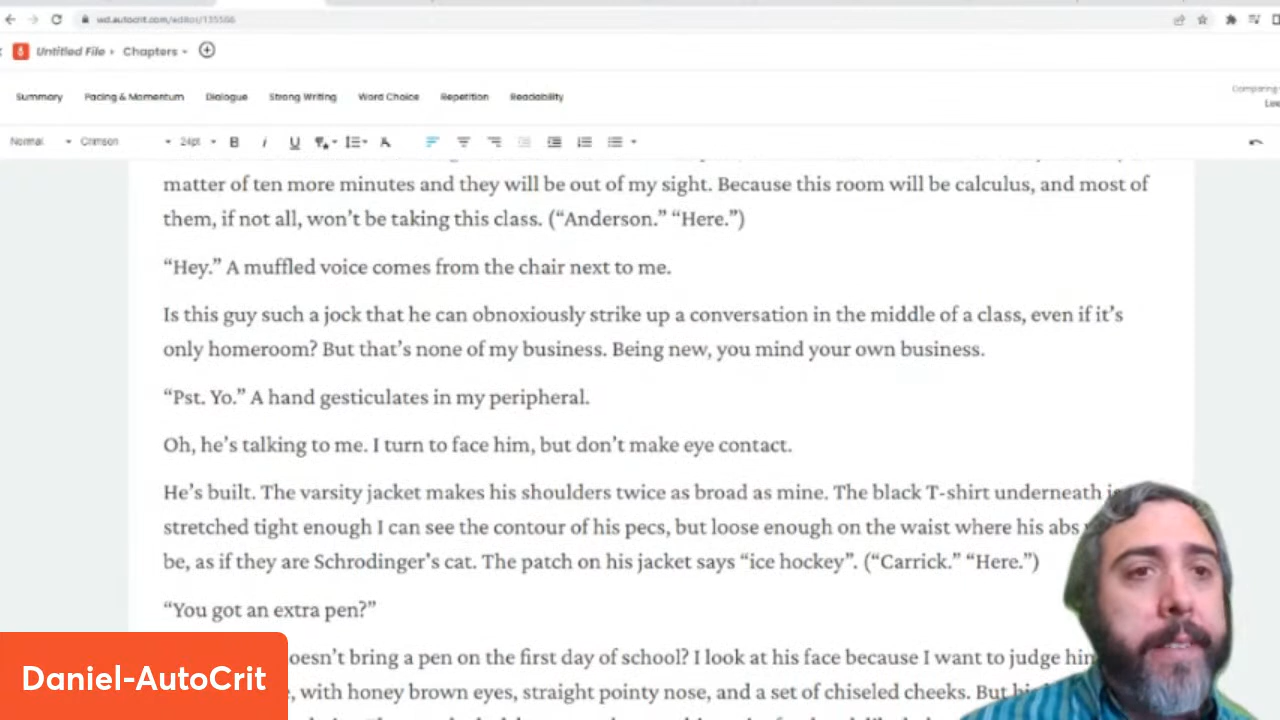 wd.autocrit.com/editor/135586
Untitled File Chapters
Summary Pacing & Momentum Dialogue Strong Writing Word Choice Repetition Readability
Comparing
Normal Crimson 24pt B i U
matter of ten more minutes and they will be out of my sight. Because this room will be calculus, and most of
them, if not all, won’t be taking this class. (“Anderson.” “Here.”)
“Hey.” A muffled voice comes from the chair next to me.
Is this guy such a jock that he can obnoxiously strike up a conversation in the middle of a class, even if it’s
only homeroom? But that’s none of my business. Being new, you mind your own business.
“Pst. Yo.” A hand gesticulates in my peripheral.
Oh, he’s talking to me. I turn to face him, but don’t make eye contact.
He’s built. The varsity jacket makes his shoulders twice as broad as mine. The black T-shirt underneath
stretched tight enough I can see the contour of his pecs, but loose enough on the waist where his abs
be, as if they are Schrodinger’s cat. The patch on his jacket says “ice hockey”. (“Carrick.” “Here.”)
“You got an extra pen?”
bring a pen on the first day of school? I look at his face because I want to judge
with honey brown eyes, straight pointy nose, and a set of chiseled cheeks. But
Daniel-AutoCrit